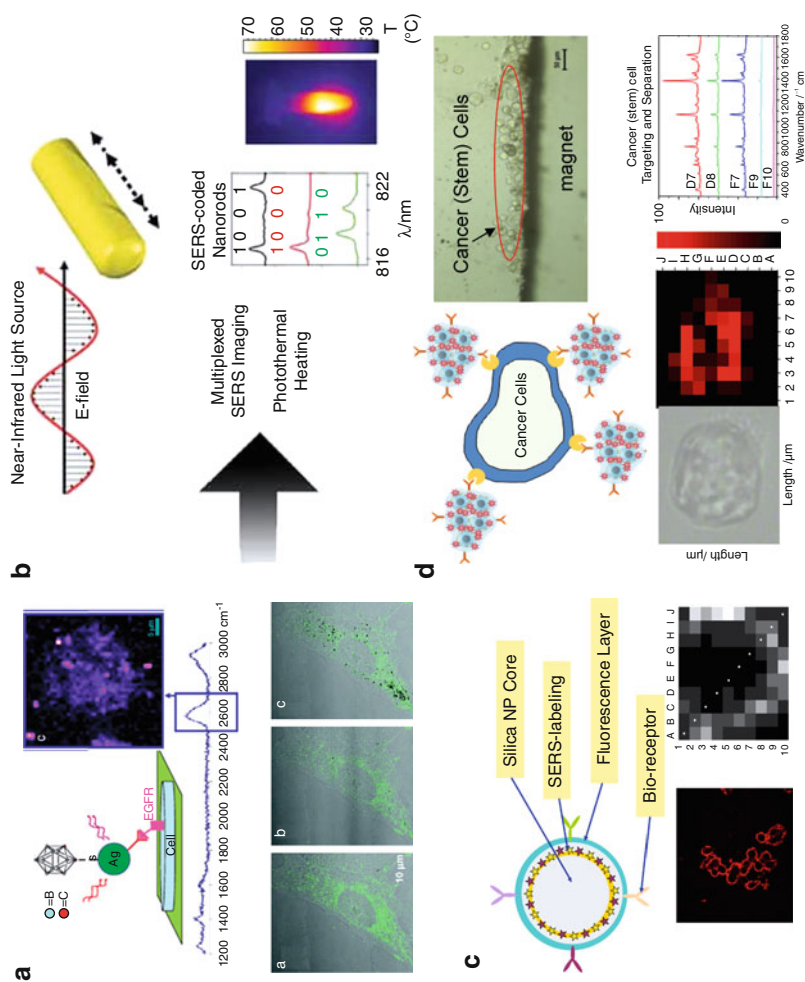 a
=B
=C
S
Ag
EGFR
Cell
c
5 μm
1200 1400 1600 1800 2000 2200 2400 2600 2800 3000 cm-1
a
10 μm
b
c
b
Near-Infrared Light Source
E-field
Multiplexed
SERS Imaging
Photothermal
Heating
SERS-coded
Nanorods
1 0 0 1
1 0 0 0
0 1 1 0
816 822
λ/nm
70
60
50
40
30
T
(°C)
c
Silica NP Core
SERS-labeling
Fluorescence Layer
Bio-receptor
A B C D E F G H I J
1
2
3
4
5
6
7
8
9
10
d
Cancer Cells
Cancer (Stem) Cells
magnet
50 μm
Length /μm
Length /μm
1 2 3 4 5 6 7 8 9 10
J
I
H
G
F
E
D
C
B
A
Cancer (stem) cell
Targeting and Separation
100
Intensity
D7
D8
F7
F9
F10
400 600 800 1000 1200 1400 1600 1800
Wavenumber /-1 cm